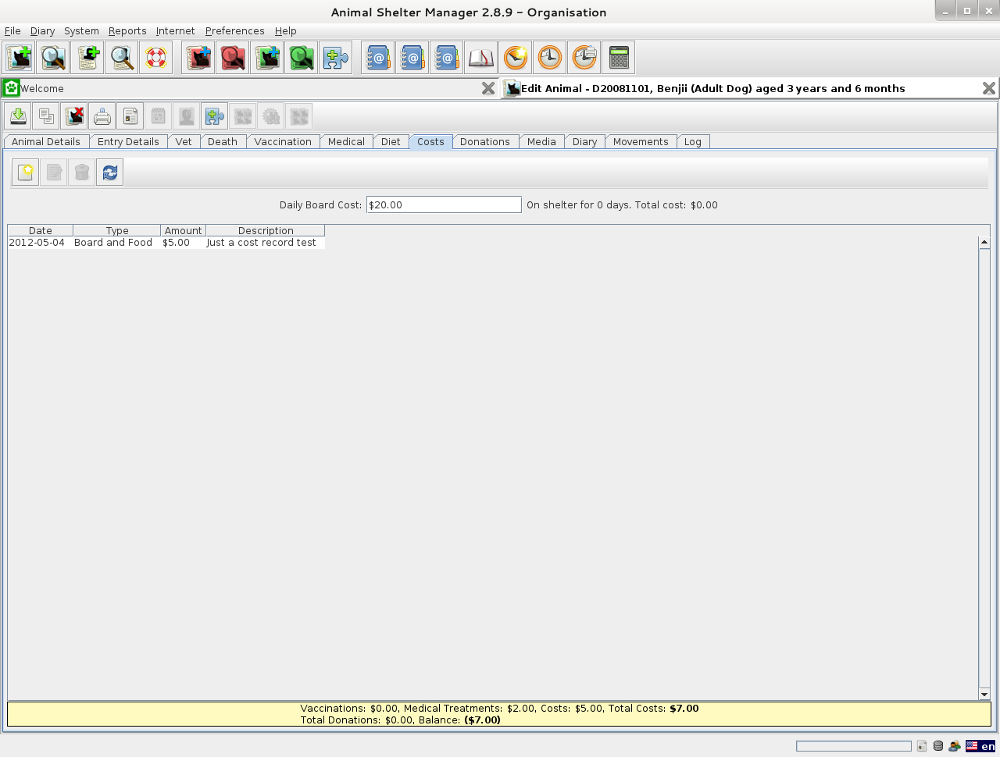 Animal Shelter Manager 2.8.9 - Organisation
File Diary System Reports Internet Preferences Help
Welcome
Edit Animal - D20081101, Benjii (Adult Dog) aged 3 years and 6 months
Animal Details Entry Details Vet Death Vaccination Medical Diet Costs Donations Media Diary Movements Log
Daily Board Cost: $20.00 On shelter for 0 days. Total cost: $0.00
Date Type Amount Description
2012-05-04 Board and Food $5.00 Just a cost record test
Vaccinations: $0.00, Medical Treatments: $2.00, Costs: $5.00, Total Costs: $7.00
Total Donations: $0.00, Balance: ($7.00)
en